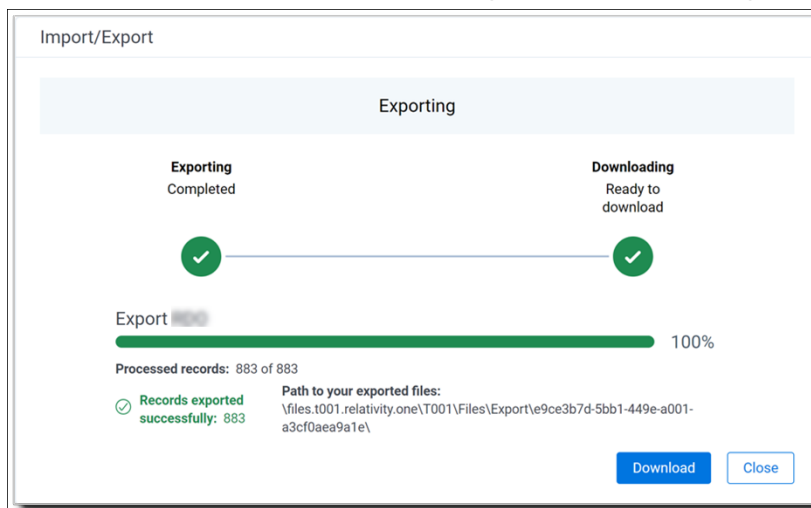 Import/Export
Exporting
Exporting
Completed
Downloading
Ready to
download
Export
100%
Processed records: 883 of 883
Records exported
successfully: 883
Path to your exported files:
\files.t001.relativity.one\T001\Files\Export\e9ce3b7d-5bb1-449e-a001-
a3cf0aea9a1e\
Download
Close